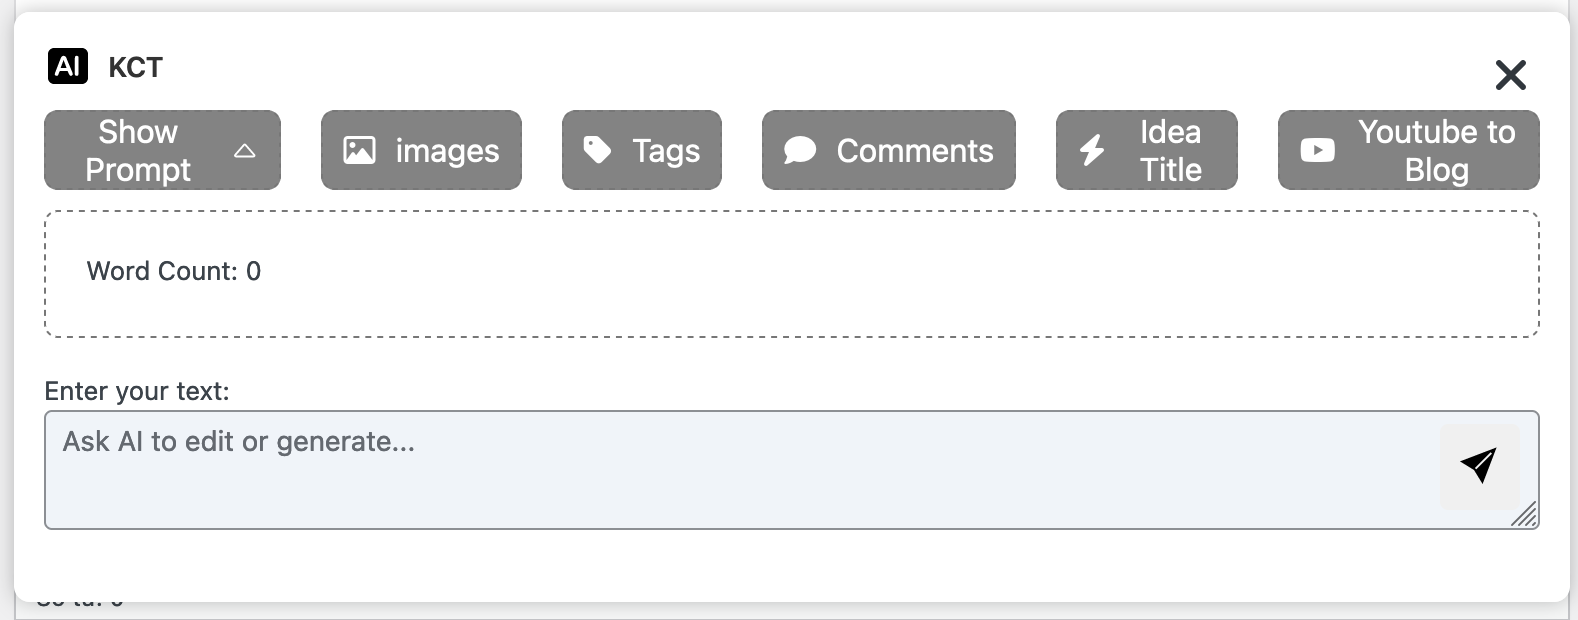 AI KCT
Show
Prompt
images
Tags
Comments
Idea
Title
Youtube to
Blog
Word Count: 0
Enter your text:
Ask AI to edit or generate...